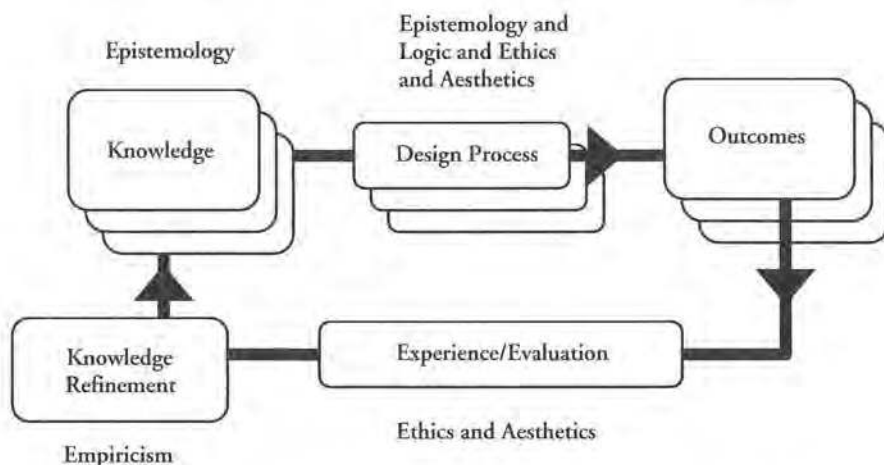 Epistemology
Epistemology and
Logic and Ethics
and Aesthetics
Knowledge
Design Process
Outcomes
Knowledge
Refinement
Experience/Evaluation
Empiricism
Ethics and Aesthetics